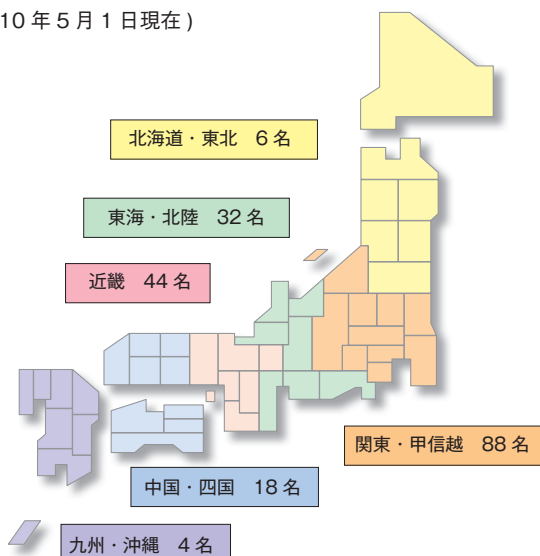 10 年 5 月 1 日現在 )
北海道・東北　6 名
東海・北陸　32 名
近畿　44 名
関東・甲信越　88 名
中国・四国　18 名
九州・沖縄　4 名